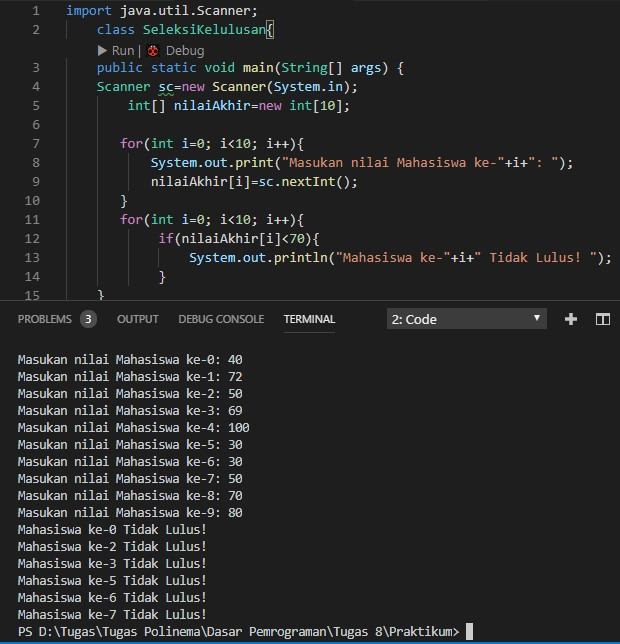 1 import java.util.Scanner;
2 class SeleksiKelulusan{
Run | Debug
3 public static void main(String[] args) {
4 Scanner sc=new Scanner(System.in);
5 int[] nilaiAkhir=new int[10];
6
7 for(int i=0; i<10; i++){
8 System.out.print("Masukan nilai Mahasiswa ke-"+i+": ");
9 nilaiAkhir[i]=sc.nextInt();
10 }
11 for(int i=0; i<10; i++){
12 if(nilaiAkhir[i]<70){
13 System.out.println("Mahasiswa ke-"+i+" Tidak Lulus! ");
14 }
15 }
PROBLEMS 3 OUTPUT DEBUG CONSOLE TERMINAL 2: Code
Masukan nilai Mahasiswa ke-0: 40
Masukan nilai Mahasiswa ke-1: 72
Masukan nilai Mahasiswa ke-2: 50
Masukan nilai Mahasiswa ke-3: 69
Masukan nilai Mahasiswa ke-4: 100
Masukan nilai Mahasiswa ke-5: 30
Masukan nilai Mahasiswa ke-6: 30
Masukan nilai Mahasiswa ke-7: 50
Masukan nilai Mahasiswa ke-8: 70
Masukan nilai Mahasiswa ke-9: 80
Mahasiswa ke-0 Tidak Lulus!
Mahasiswa ke-2 Tidak Lulus!
Mahasiswa ke-3 Tidak Lulus!
Mahasiswa ke-5 Tidak Lulus!
Mahasiswa ke-6 Tidak Lulus!
Mahasiswa ke-7 Tidak Lulus!
PS D:\Tugas\Tugas Polinema\Dasar Pemrograman\Tugas 8\Praktikum>